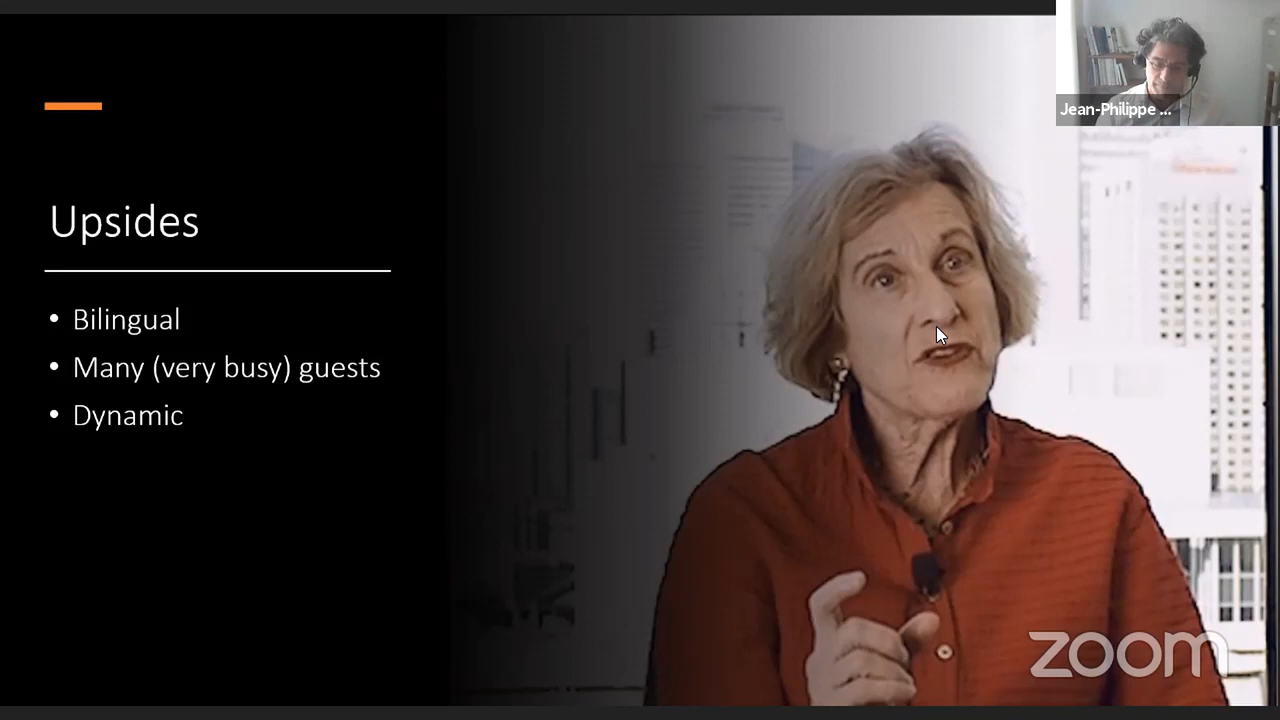 Upsides
• Bilingual
• Many (very busy) guests
• Dynamic
Jean-Philippe ...
zoom